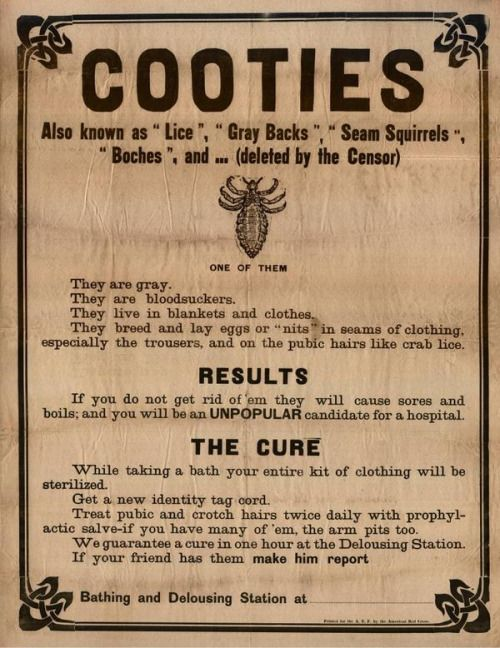 COOTIES
Also known as " Lice ", " Gray Backs ", " Seam Squirrels ",
" Boches ", and ... (deleted by the Censor)
ONE OF THEM
They are gray.
They are bloodsuckers.
They live in blankets and clothes.
They breed and lay eggs or "nits" in seams of clothing,
especially the trousers, and on the pubic hairs like crab lice.
RESULTS
If you do not get rid of 'em they will cause sores and
boils; and you will be an UNPOPULAR candidate for a hospital.
THE CURE
While taking a bath your entire kit of clothing will be
sterilized.
Get a new identity tag cord.
Treat pubic and crotch hairs twice daily with prophyl-
actic salve-if you have many of 'em, the arm pits too.
We guarantee a cure in one hour at the Delousing Station.
If your friend has them make him report
Bathing and Delousing Station at
Printed for the A. E. F. by the American Red Cross.